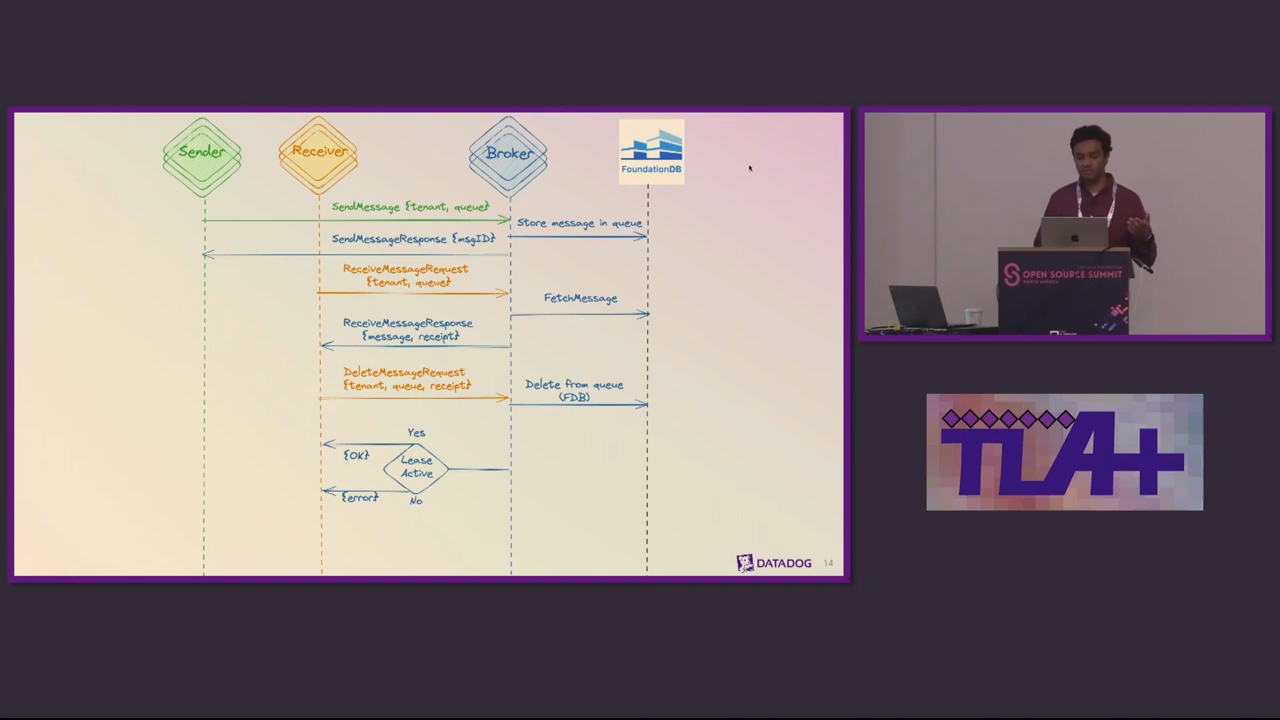 Sender
Receiver
Broker
FoundationDB
SendMessage {tenant, queue}
Store message in queue
SendMessageResponse {msgID}
ReceiveMessageRequest
{tenant, queue}
FetchMessage
ReceiveMessageResponse
{message, receipt}
DeleteMessageRequest
{tenant, queue, receipt}
Delete from queue
(FDB)
Yes
{OK}
Lease
Active
{error}
No
DATADOG
14
OPEN SOURCE SUMMIT
NORTH AMERICA
TLA+